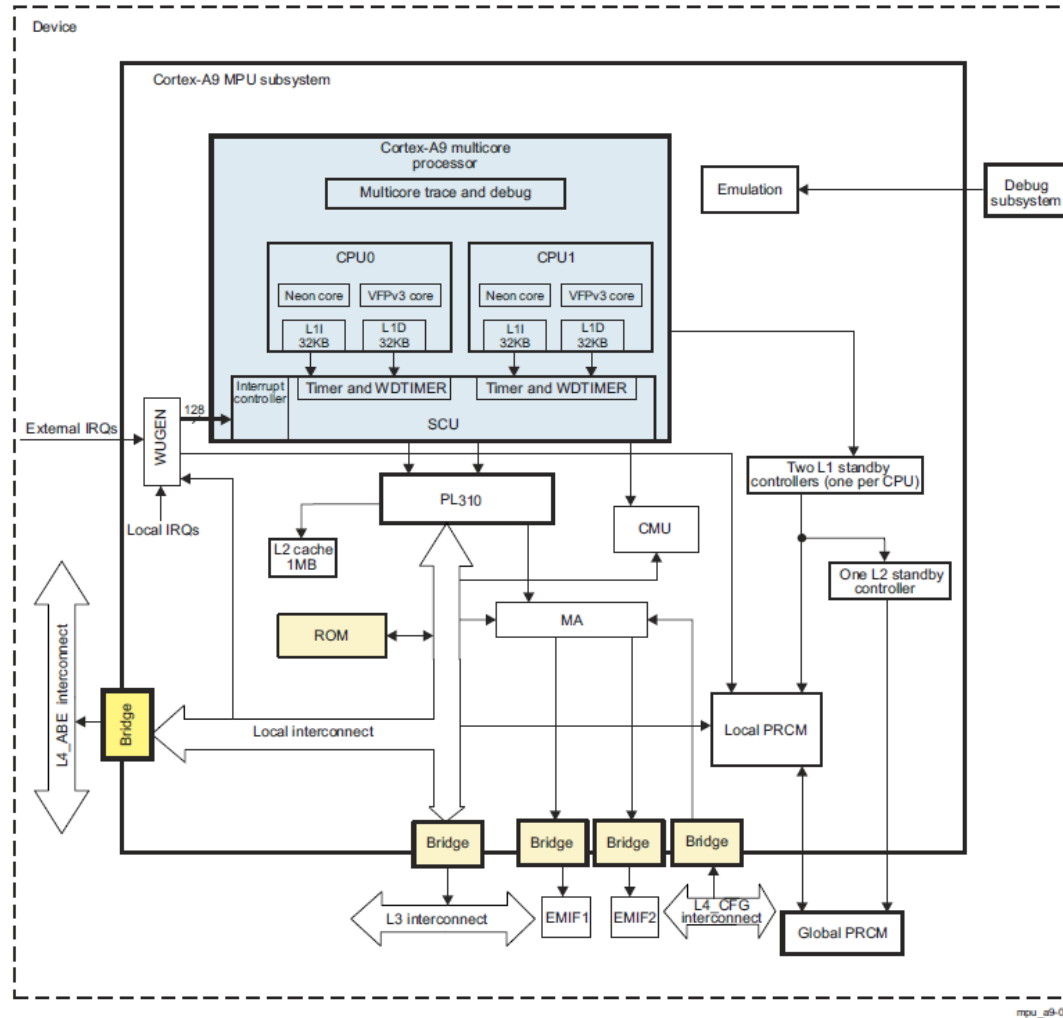 Device
Cortex-A9 MPU subsystem
Cortex-A9 multicore
processor
Multicore trace and debug
Emulation
Debug
subsystem
CPU0
CPU1
Neon core
VFPv3 core
Neon core
VFPv3 core
L1I
32KB
L1D
32KB
L1I
32KB
L1D
32KB
Interrupt
controller
Timer and WDTIMER
Timer and WDTIMER
SCU
128
External IRQs
WUGEN
Local IRQs
Two L1 standby
controllers (one per CPU)
PL310
CMU
L2 cache
1MB
One L2 standby
controller
MA
ROM
L4_ABE interconnect
Bridge
Local interconnect
Local PRCM
Bridge
Bridge
Bridge
Bridge
L3 interconnect
EMIF1
EMIF2
L4_CFG
interconnect
Global PRCM